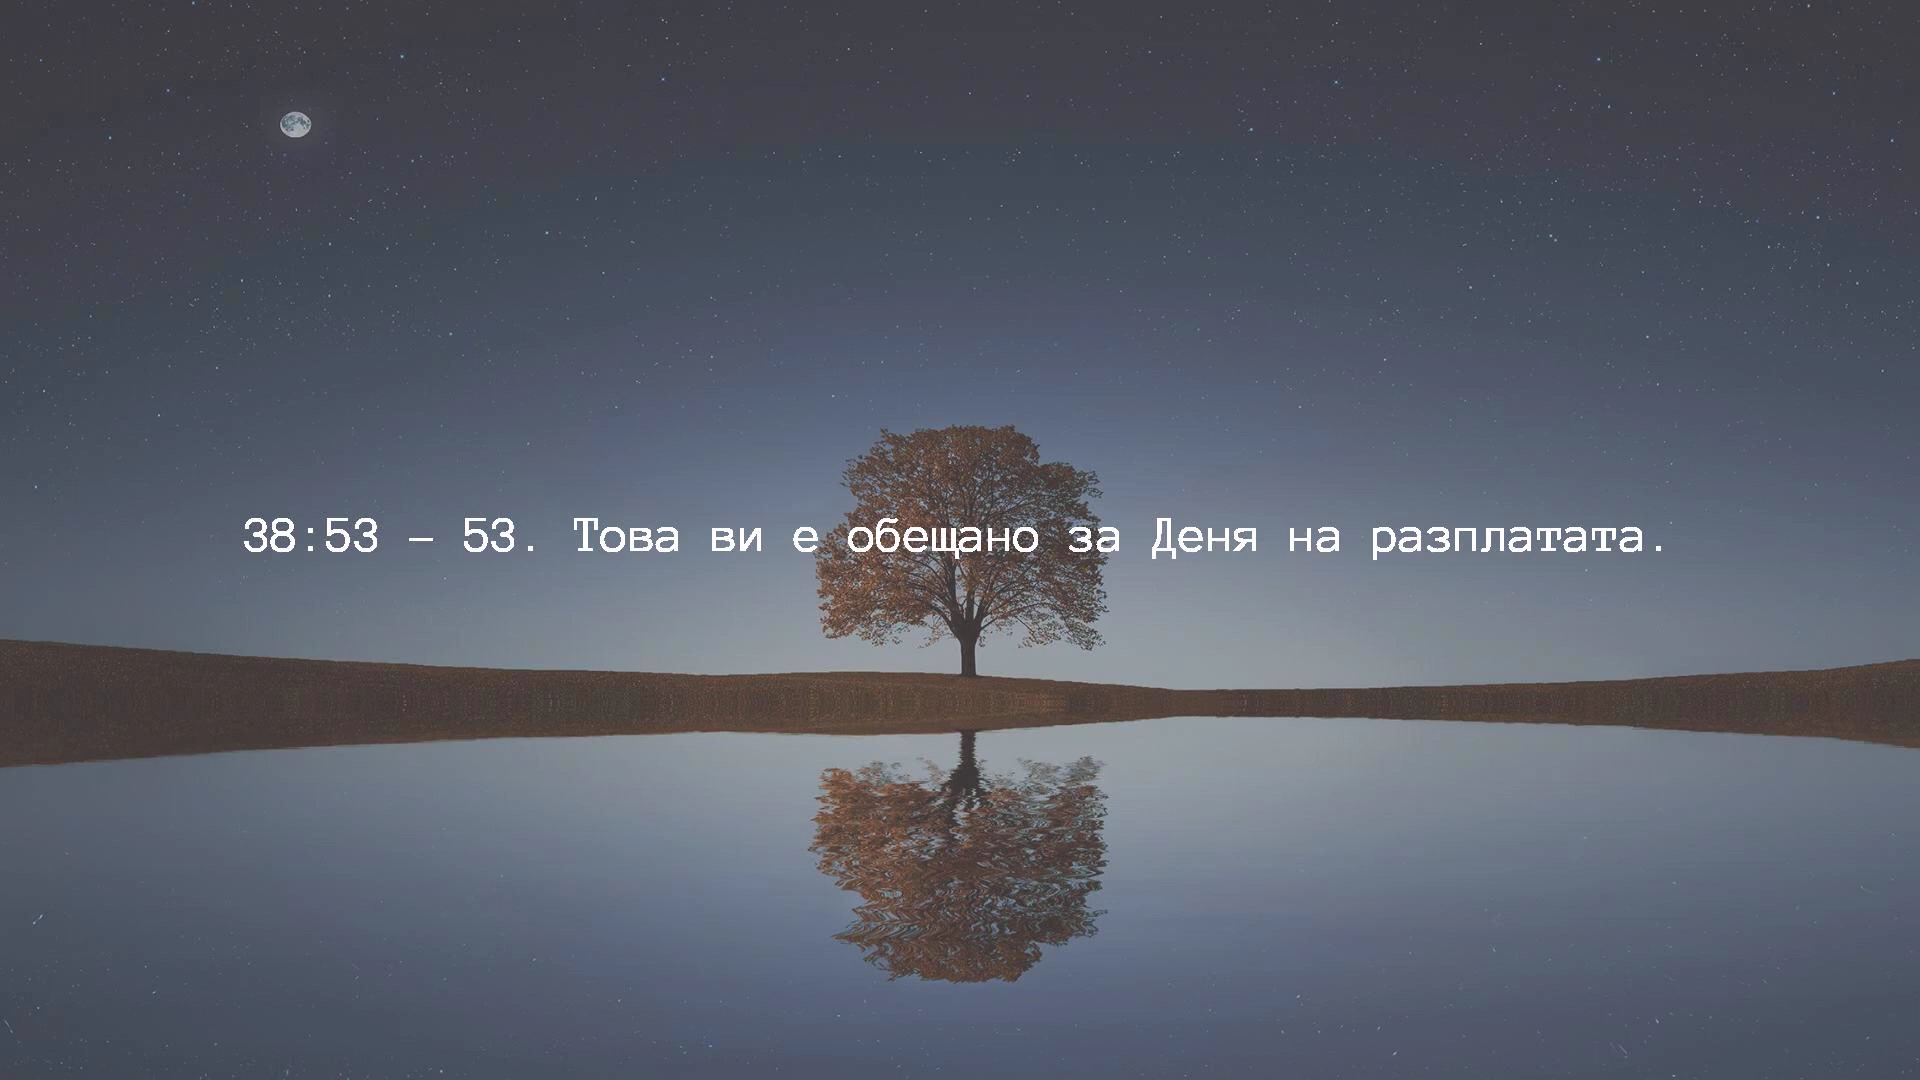 38:53 – 53. Това ви е обещано за Деня на разплатата.